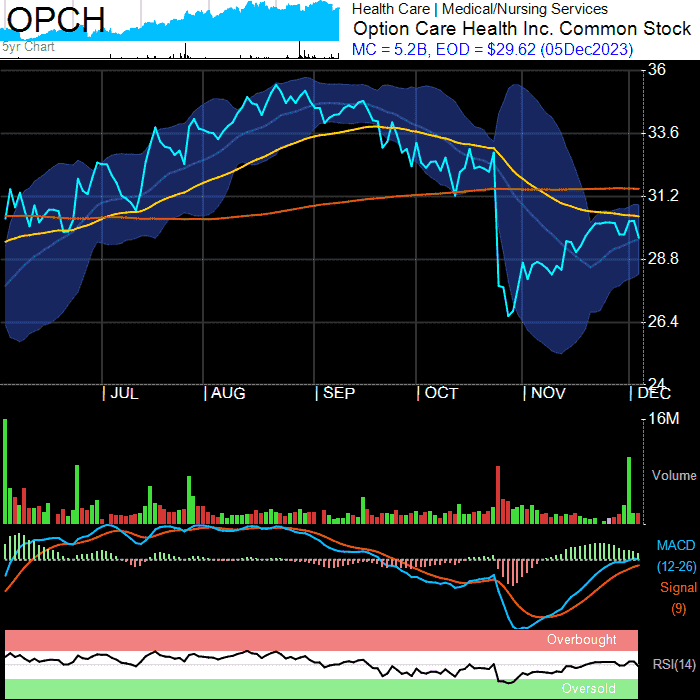 OPCH
5yr Chart
Health Care | Medical/Nursing Services
Option Care Health Inc. Common Stock
MC = 5.2B, EOD = $29.62 (05Dec2023)
36
33.6
31.2
28.8
26.4
24
JUL AUG SEP OCT NOV DEC
16M
Volume
MACD
(12-26)
Signal
(9)
Overbought
RSI(14)
Oversold